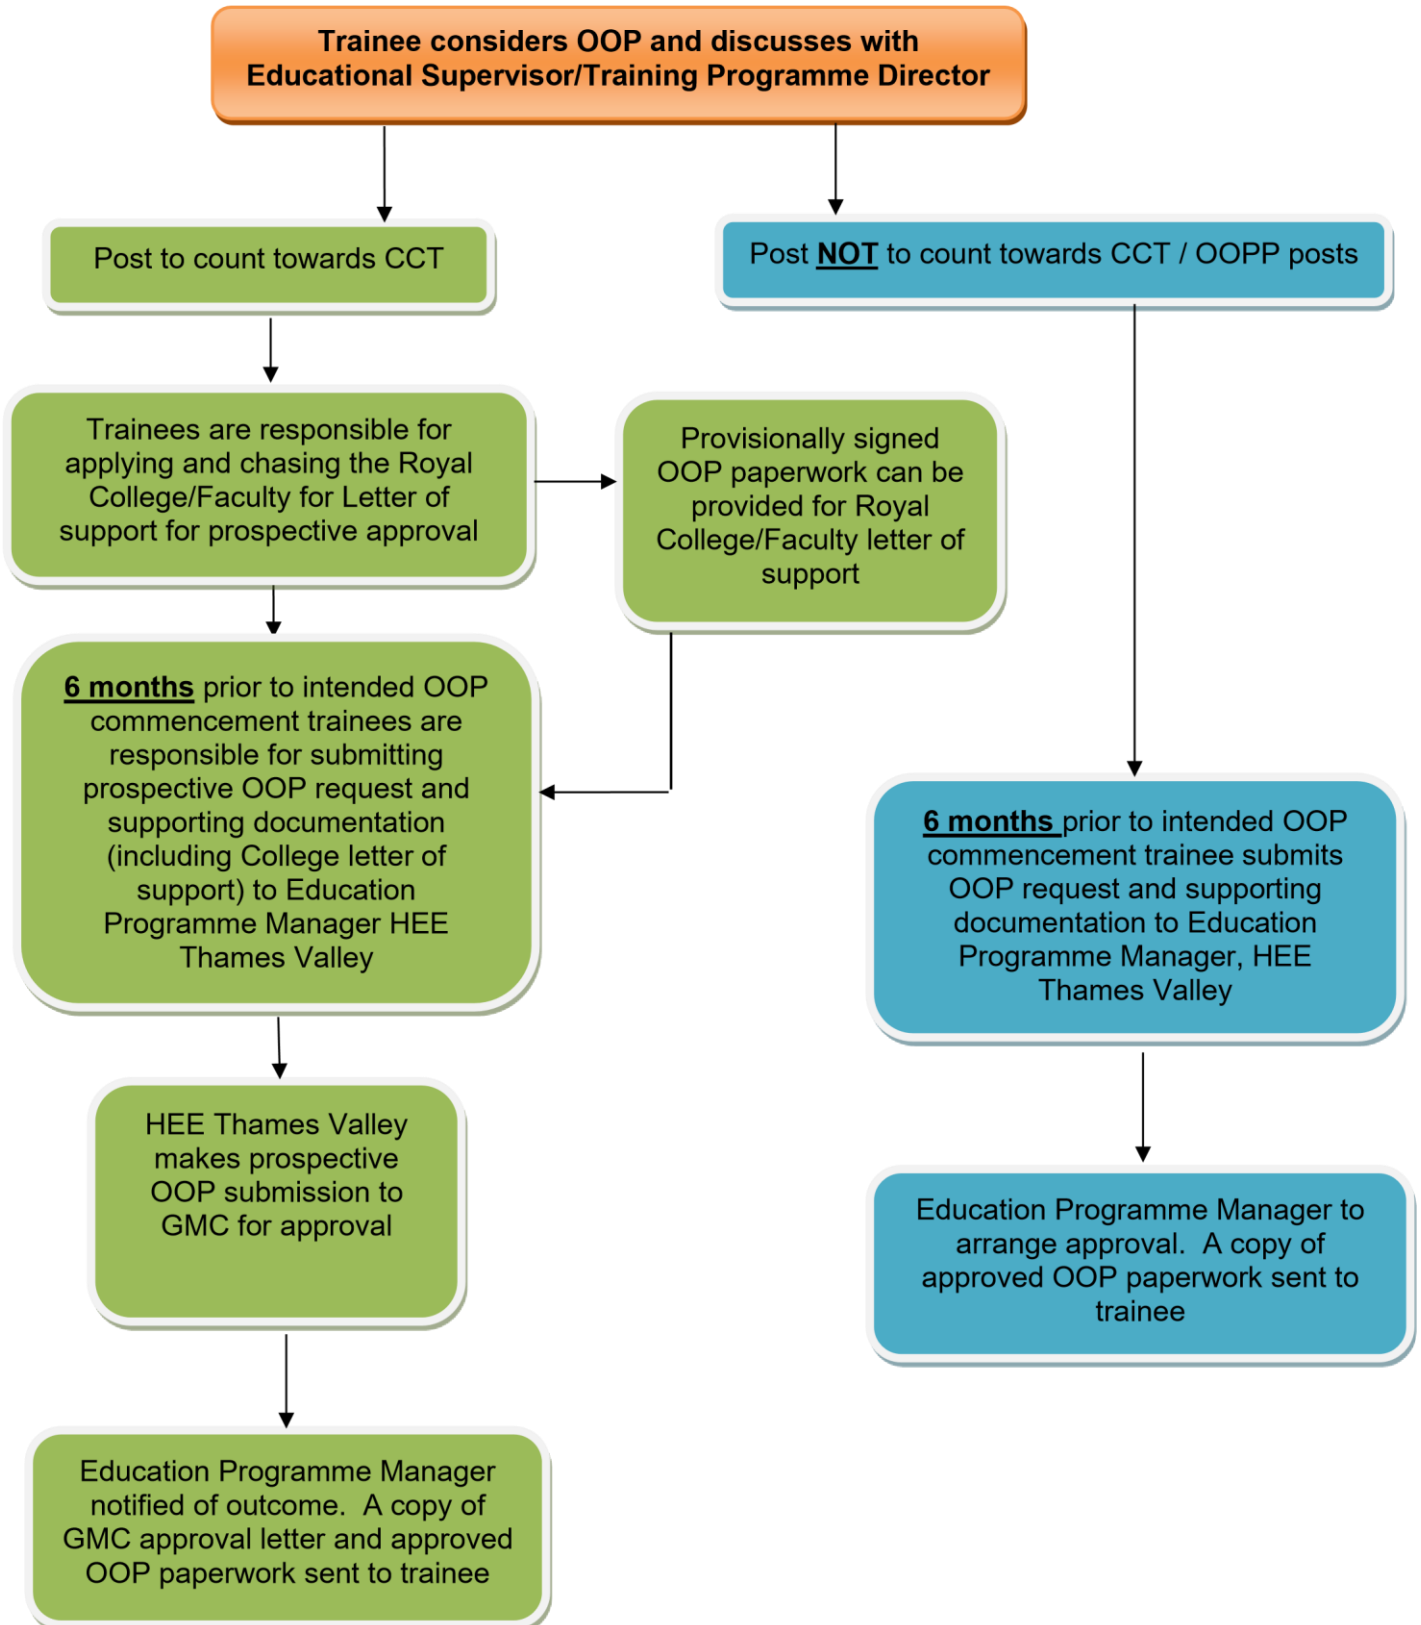 Trainee considers OOP and discusses with
Educational Supervisor/Training Programme Director
Post to count towards CCT
Post NOT to count towards CCT / OOPP posts
Trainees are responsible for
applying and chasing the Royal
College/Faculty for Letter of
support for prospective approval
Provisionally signed
OOP paperwork can be
provided for Royal
College/Faculty letter of
support
6 months prior to intended OOP
commencement trainees are
responsible for submitting
prospective OOP request and
supporting documentation
(including College letter of
support) to Education
Programme Manager HEE
Thames Valley
6 months prior to intended OOP
commencement trainee submits
OOP request and supporting
documentation to Education
Programme Manager, HEE
Thames Valley
HEE Thames Valley
makes prospective
OOP submission to
GMC for approval
Education Programme Manager to
arrange approval.  A copy of
approved OOP paperwork sent to
trainee
Education Programme Manager
notified of outcome.  A copy of
GMC approval letter and approved
OOP paperwork sent to trainee